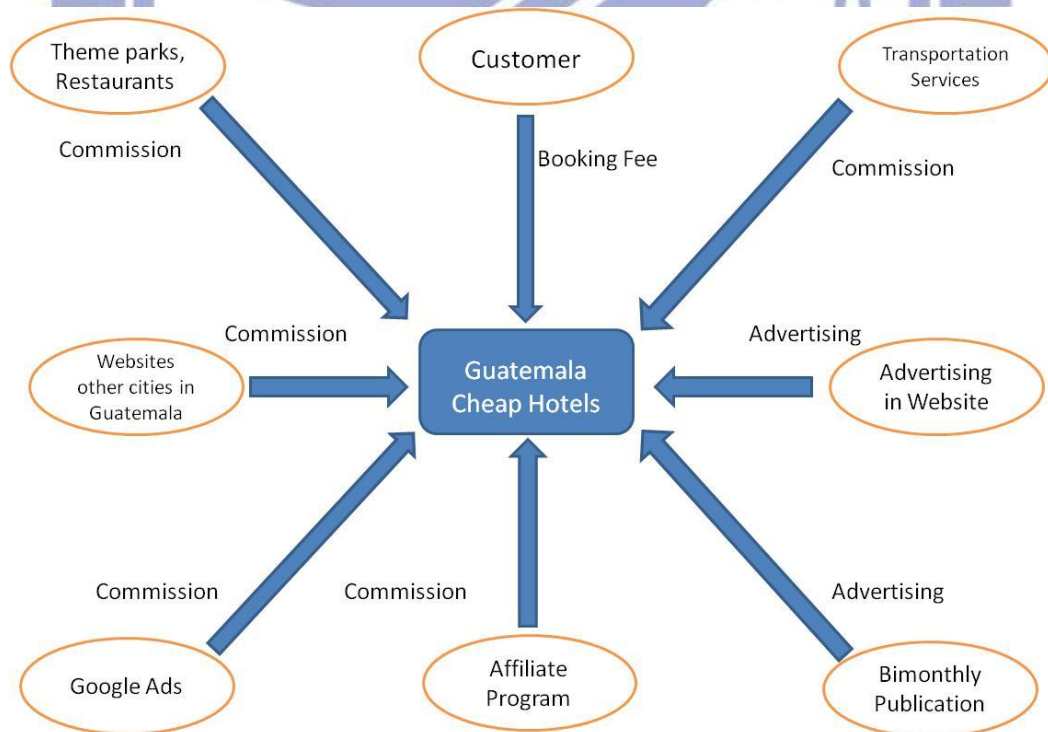 Theme parks,
Restaurants
Customer
Transportation
Services
Commission
Booking Fee
Commission
Commission
Advertising
Websites
other cities in
Guatemala
Guatemala
Cheap Hotels
Advertising
in Website
Commission
Commission
Advertising
Google Ads
Affiliate
Program
Bimonthly
Publication